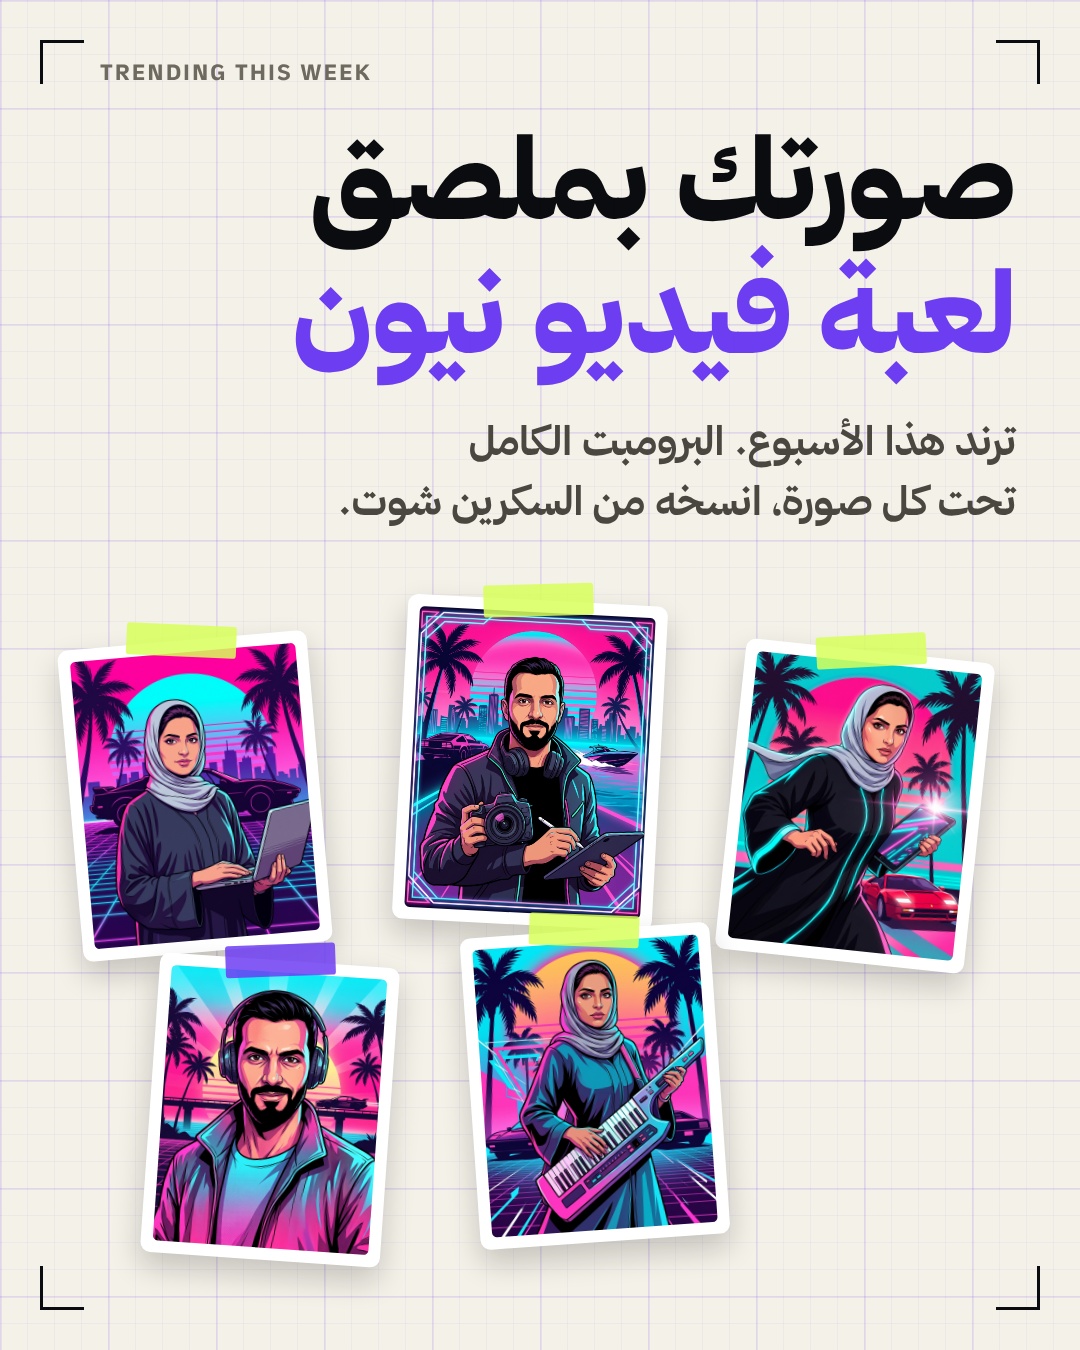 TRENDING THIS WEEK
صورتك بملصق
لعبة فيديو نيون
ترند هذا الأسبوع. البرومبت الكامل
تحت كل صورة، انسخه من السكرين شوت.